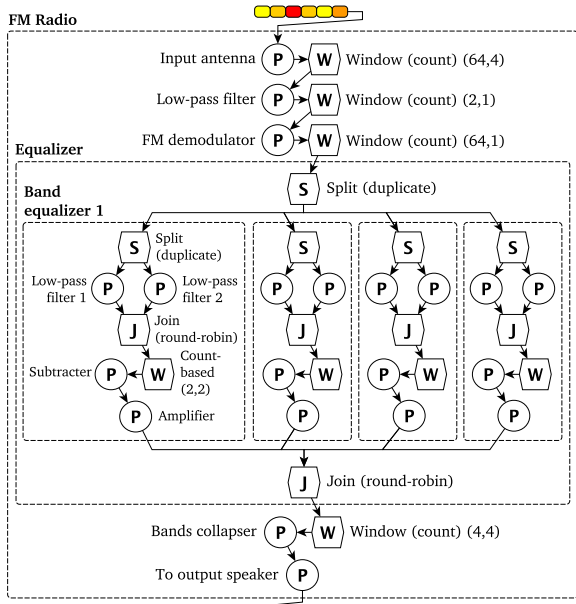 FM Radio
Input antenna P W Window (count) (64,4)
Low-pass filter P W Window (count) (2,1)
FM demodulator P W Window (count) (64,1)
Equalizer
S Split (duplicate)
Band
equalizer 1
S Split
(duplicate)
S S S
Low-pass
filter 1
P P
Low-pass
filter 2
P P P P P P
J Join
(round-robin)
J J J
Subtracter P W Count-
based
(2,2)
P W P W P W
P Amplifier
P P P
J Join (round-robin)
Bands collapser P W Window (count) (4,4)
To output speaker P